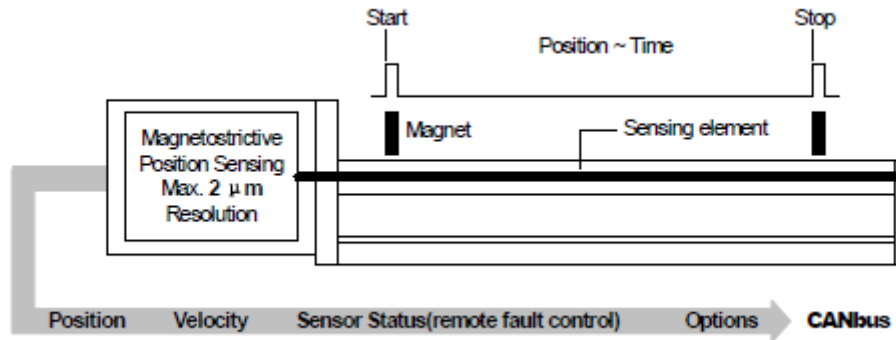 Start
Stop
Position ~ Time
Magnet
Sensing element
Magnetostrictive
Position Sensing
Max. 2 μm
Resolution
Position Velocity Sensor Status(remote fault control) Options CANbus